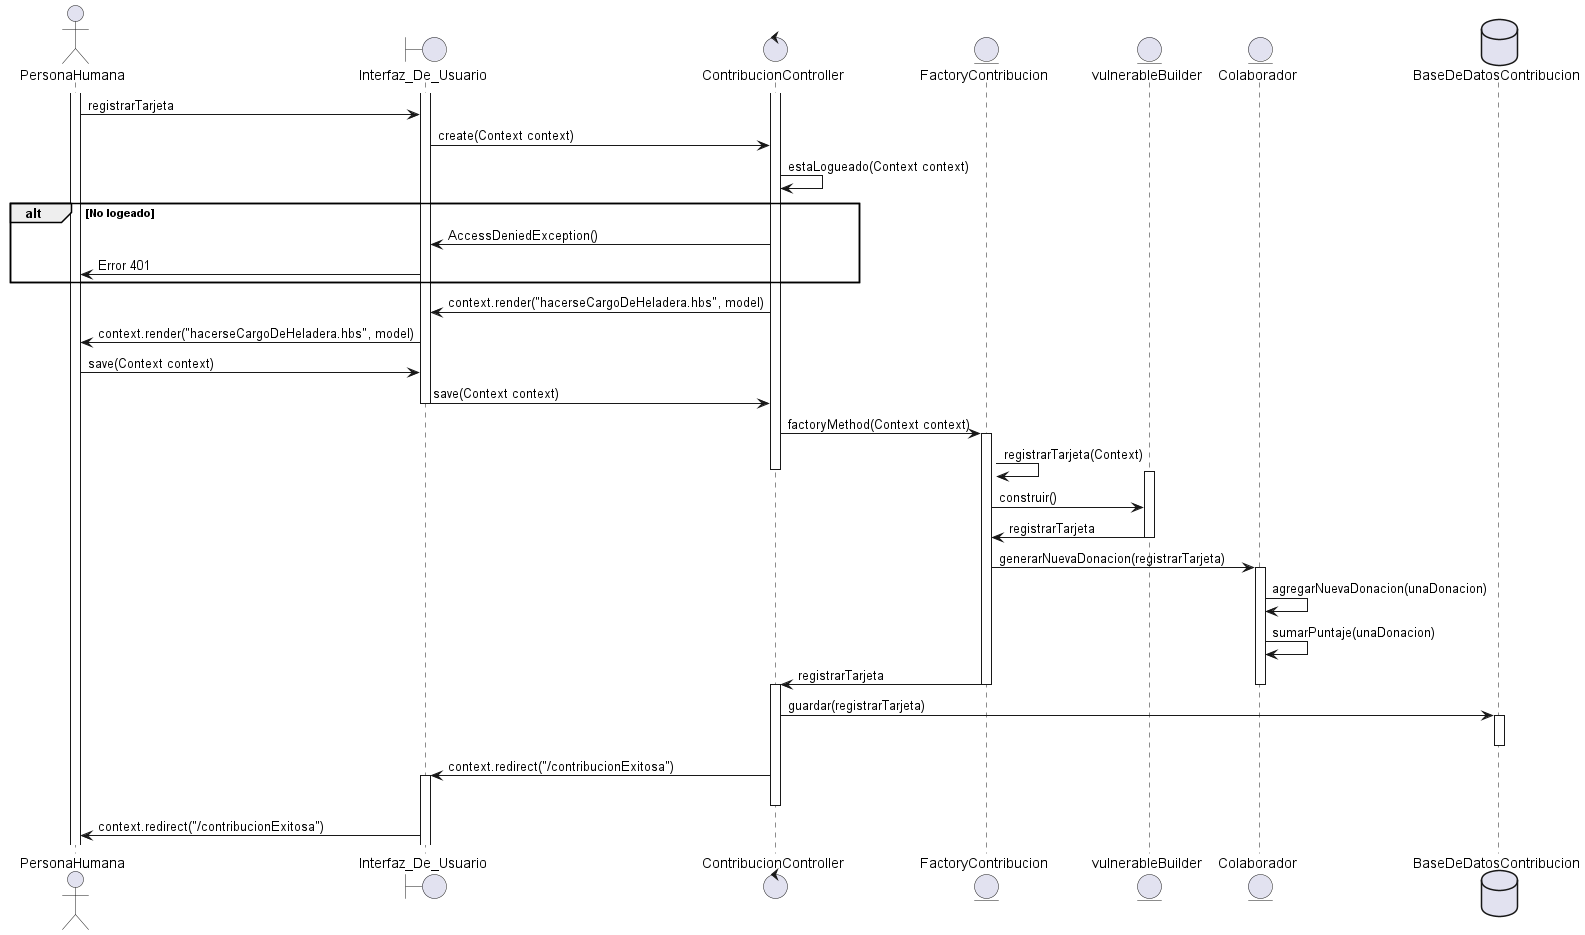 PersonaHumana
Interfaz_De_Usuario
ContribucionController
FactoryContribucion
vulnerableBuilder
Colaborador
BaseDeDatosContribucion
registrarTarjeta
create(Context context)
estaLogueado(Context context)
alt
[No logeado]
AccessDeniedException()
Error 401
context.render("hacerseCargoDeHeladera.hbs", model)
context.render("hacerseCargoDeHeladera.hbs", model)
save(Context context)
save(Context context)
factoryMethod(Context context)
registrarTarjeta(Context)
construir()
registrarTarjeta
generarNuevaDonacion(registrarTarjeta)
agregarNuevaDonacion(unaDonacion)
sumarPuntaje(unaDonacion)
registrarTarjeta
guardar(registrarTarjeta)
context.redirect("/contribucionExitosa")
context.redirect("/contribucionExitosa")
PersonaHumana
Interfaz_De_Usuario
ContribucionController
FactoryContribucion
vulnerableBuilder
Colaborador
BaseDeDatosContribucion